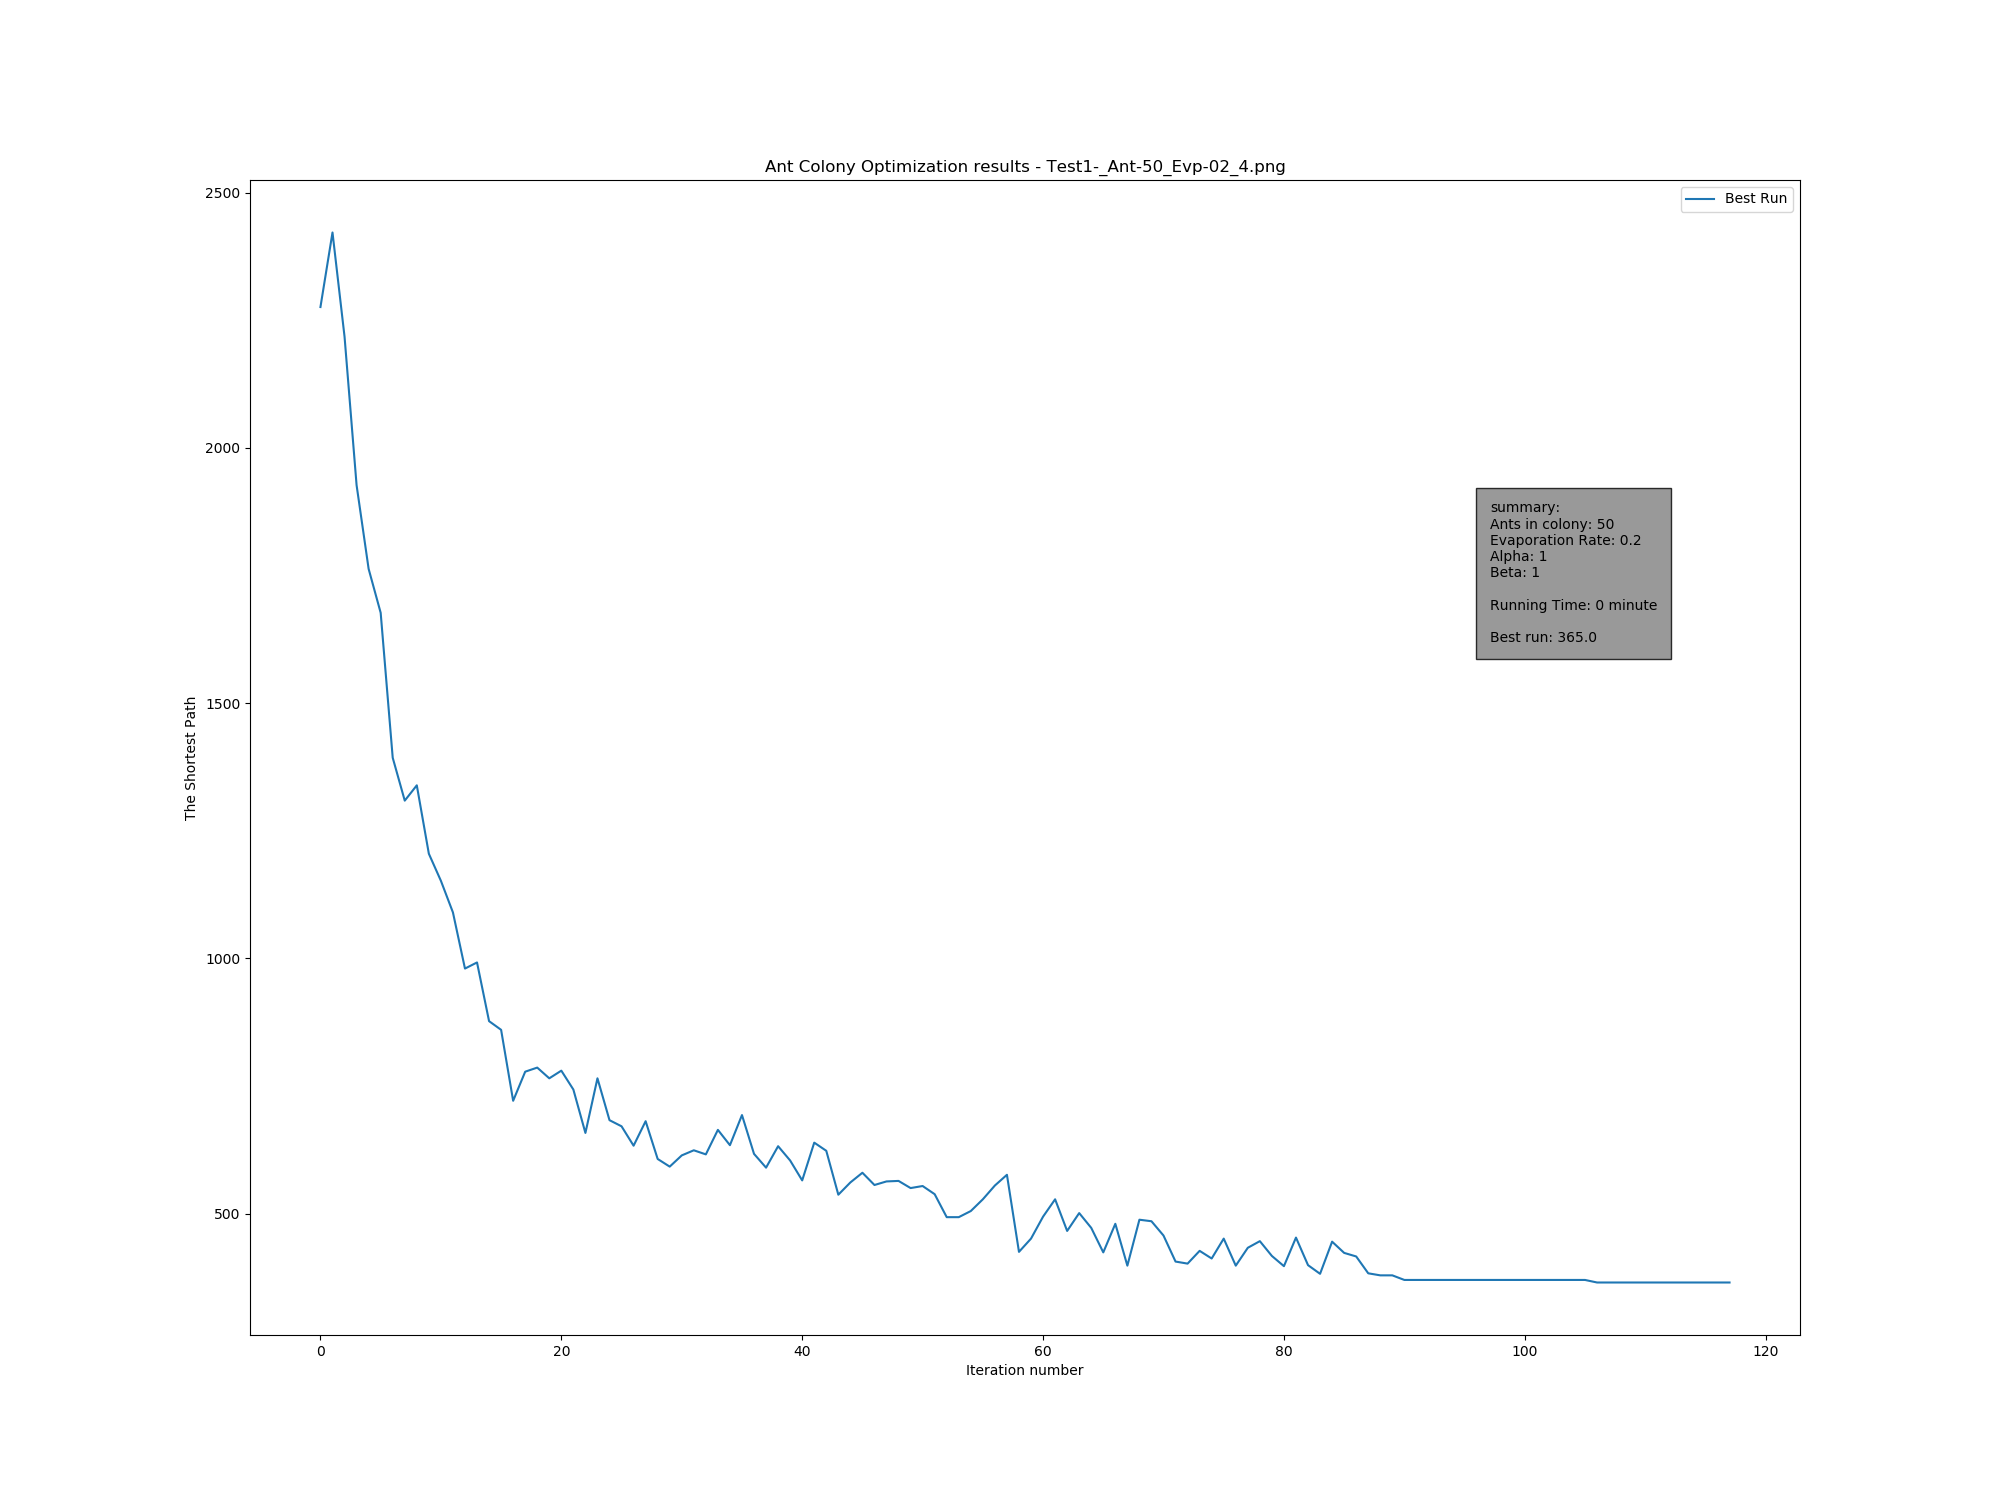 Ant Colony Optimization results - Test1-_Ant-50_Evp-02_4.png
2500
2000
1500
1000
500
The Shortest Path
Best Run
summary:
Ants in colony: 50
Evaporation Rate: 0.2
Alpha: 1
Beta: 1
Running Time: 0 minute
Best run: 365.0
0 20 40 60 80 100 120
Iteration number